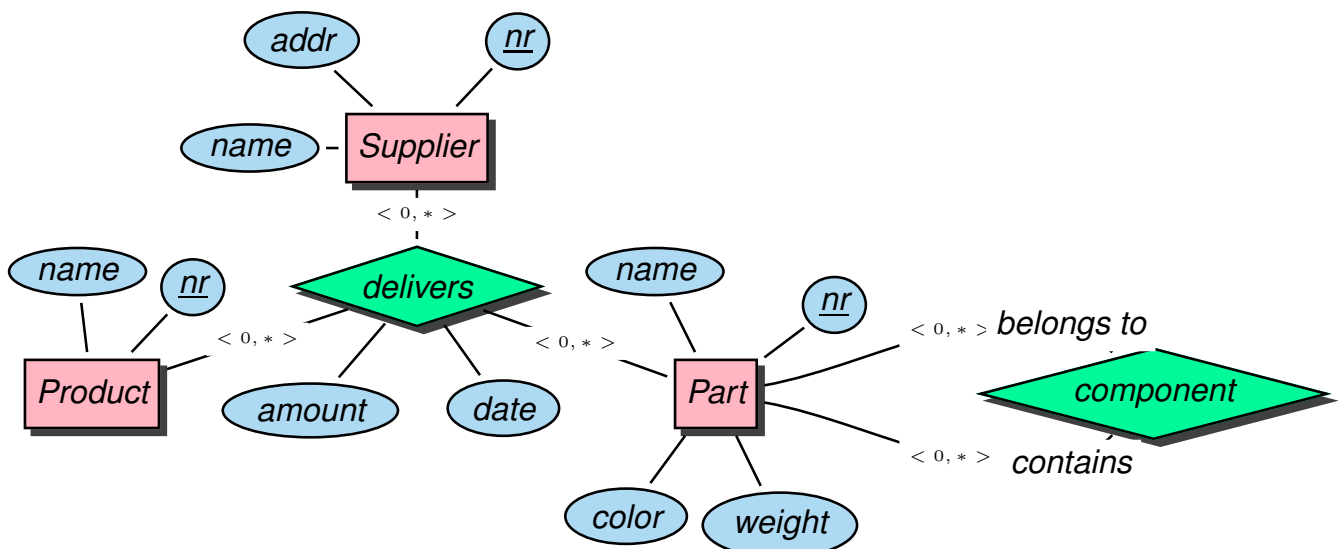 addr
nr
name
Supplier
< 0, * >
name
nr
delivers
name
nr
< 0, * >
< 0, * >
< 0, * >
belongs to
Product
amount
date
Part
component
< 0, * >
contains
color
weight